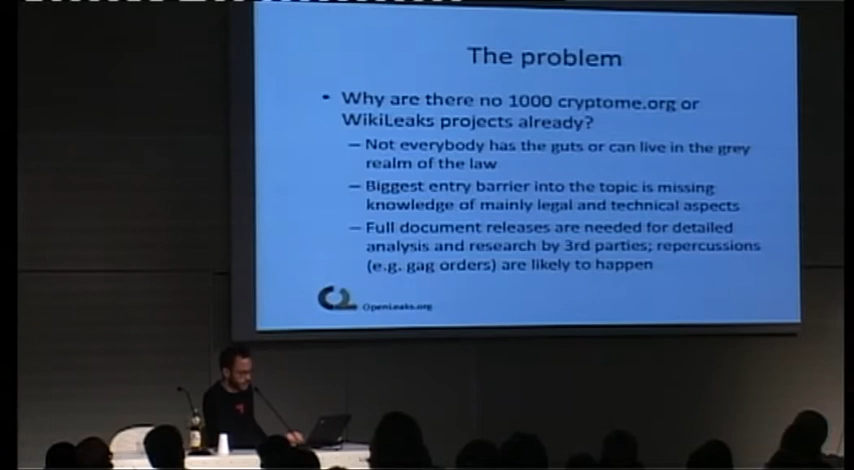 The problem
• Why are there no 1000 cryptome.org or
WikiLeaks projects already?
– Not everybody has the guts or can live in the grey
realm of the law
– Biggest entry barrier into the topic is missing
knowledge of mainly legal and technical aspects
– Full document releases are needed for detailed
analysis and research by 3rd parties; repercussions
(e.g. gag orders) are likely to happen
OpenLeaks.org